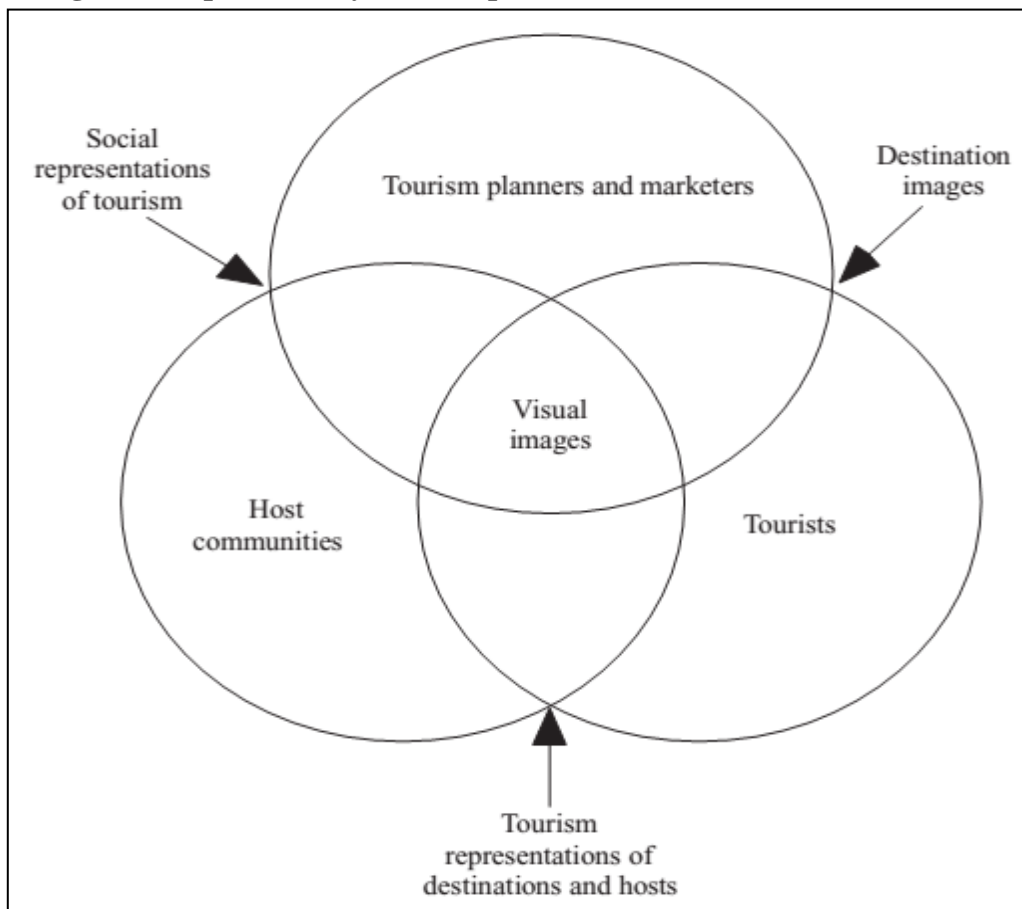 Social
representations
of tourism
Destination
images
Tourism planners and marketers
Visual
images
Host
communities
Tourists
Tourism
representations of
destinations and hosts